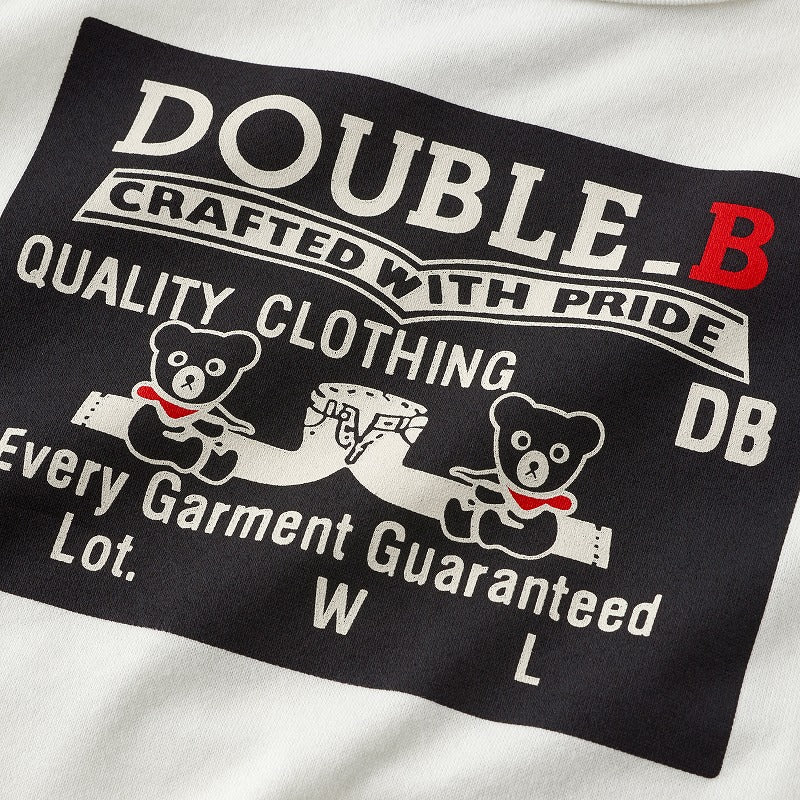 DOUBLE_B
CRAFTED WITH PRIDE
QUALITY CLOTHING
DB
Every Garment Guaranteed
Lot.
W
L